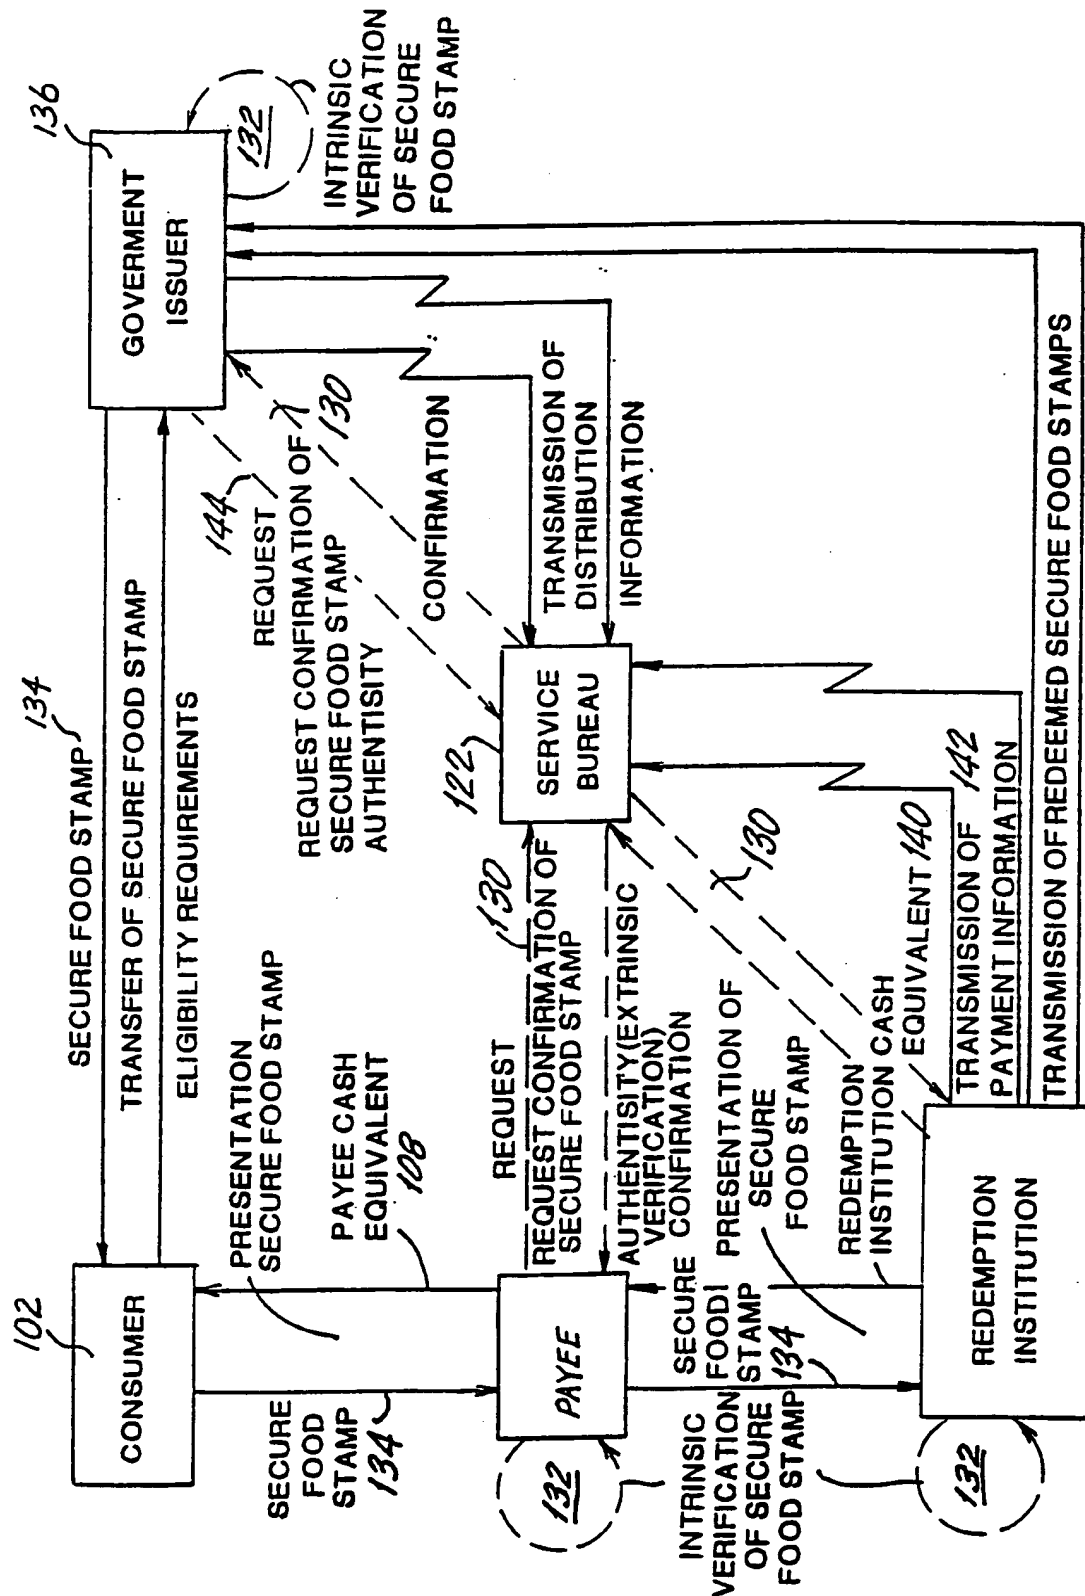 SECURE FOOD STAMP 134
TRANSFER OF SECURE FOOD STAMP
ELIGIBILITY REQUIREMENTS
102
CONSUMER
136
GOVERMENT
ISSUER
132
INTRINSIC
VERIFICATION
OF SECURE
FOOD STAMP
PRESENTATION
SECURE FOOD STAMP
PAYEE CASH
EQUIVALENT
108
SECURE
FOOD
STAMP
134
144
REQUEST
130
REQUEST CONFIRMATION OF
SECURE FOOD STAMP
AUTHENTISITY
CONFIRMATION
TRANSMISSION OF
DISTRIBUTION
INFORMATION
122
SERVICE
BUREAU
130
REQUEST
REQUEST CONFIRMATION OF
SECURE FOOD STAMP
AUTHENTISITY(EXTRINSIC
VERIFICATION)
CONFIRMATION
PAYEE
132
INTRINSIC
VERIFICATION
OF SECURE
FOOD STAMP
SECURE
FOOD
STAMP
134
PRESENTATION OF
SECURE
FOOD STAMP
REDEMPTION
INSTITUTION CASH
EQUIVALENT 140
130
TRANSMISSION OF
PAYMENT INFORMATION
142
TRANSMISSION OF REDEEMED SECURE FOOD STAMPS
REDEMPTION
INSTITUTION
132